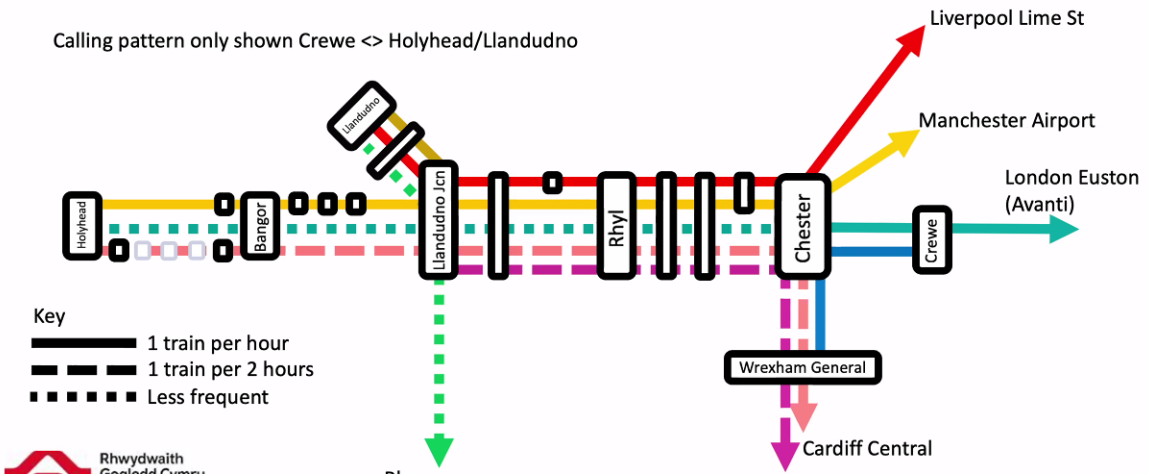 Liverpool Lime St
Calling pattern only shown Crewe <> Holyhead/Llandudno
Llandudno
Manchester Airport
London Euston
(Avanti)
Holyhead
Bangor
Llandudno Jcn
Rhyl
Chester
Crewe
Key
1 train per hour
1 train per 2 hours
Less frequent
Wrexham General
Cardiff Central
Rhwydwaith
Gogledd Cymru